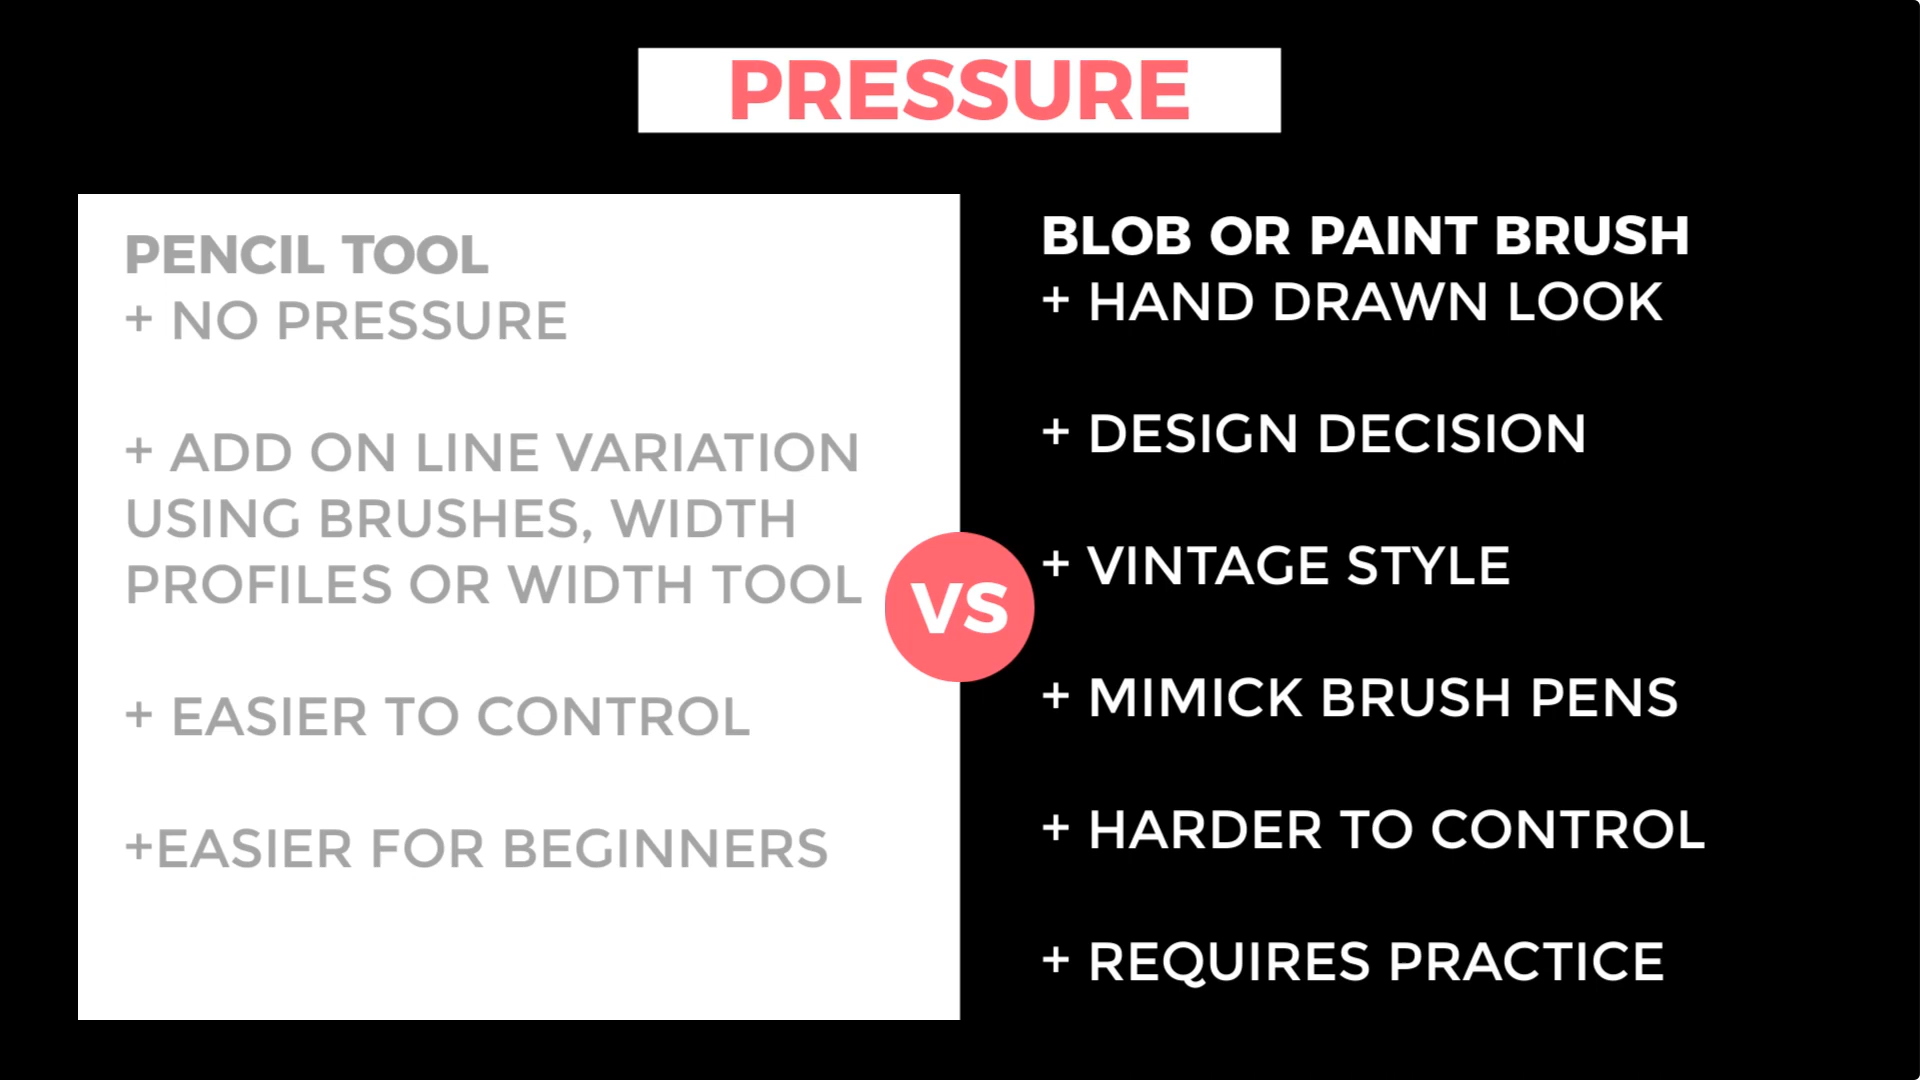 PRESSURE
PENCIL TOOL
+ NO PRESSURE
+ ADD ON LINE VARIATION
USING BRUSHES, WIDTH
PROFILES OR WIDTH TOOL
+ EASIER TO CONTROL
+EASIER FOR BEGINNERS
VS
BLOB OR PAINT BRUSH
+ HAND DRAWN LOOK
+ DESIGN DECISION
+ VINTAGE STYLE
+ MIMICK BRUSH PENS
+ HARDER TO CONTROL
+ REQUIRES PRACTICE